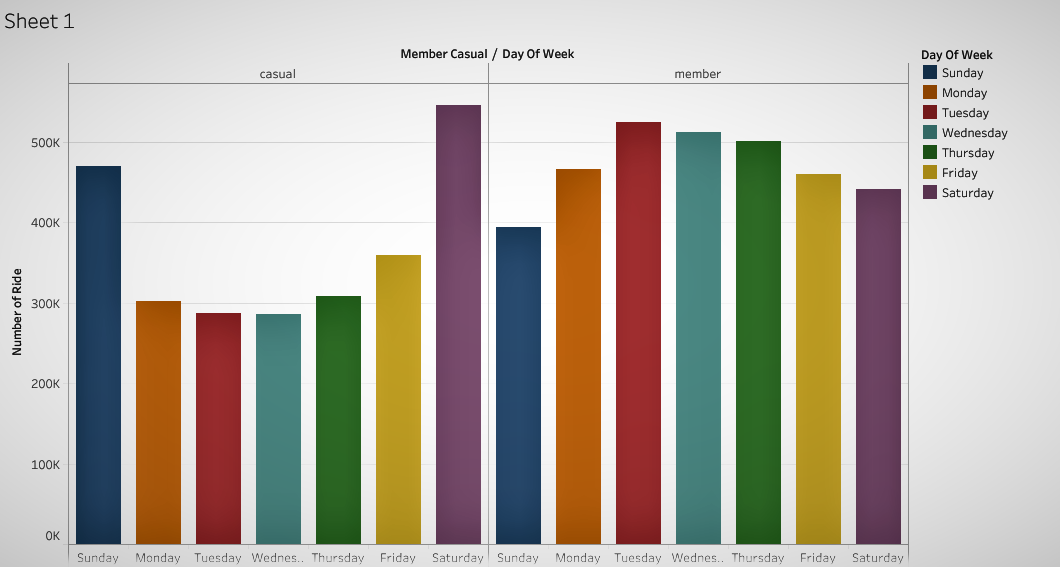 Sheet 1
Member Casual / Day Of Week
casual
member
Number of Ride
500K
400K
300K
200K
100K
0K
Sunday Monday Tuesday Wednes.. Thursday Friday Saturday Sunday Monday Tuesday Wednes.. Thursday Friday Saturday
Day Of Week
Sunday
Monday
Tuesday
Wednesday
Thursday
Friday
Saturday